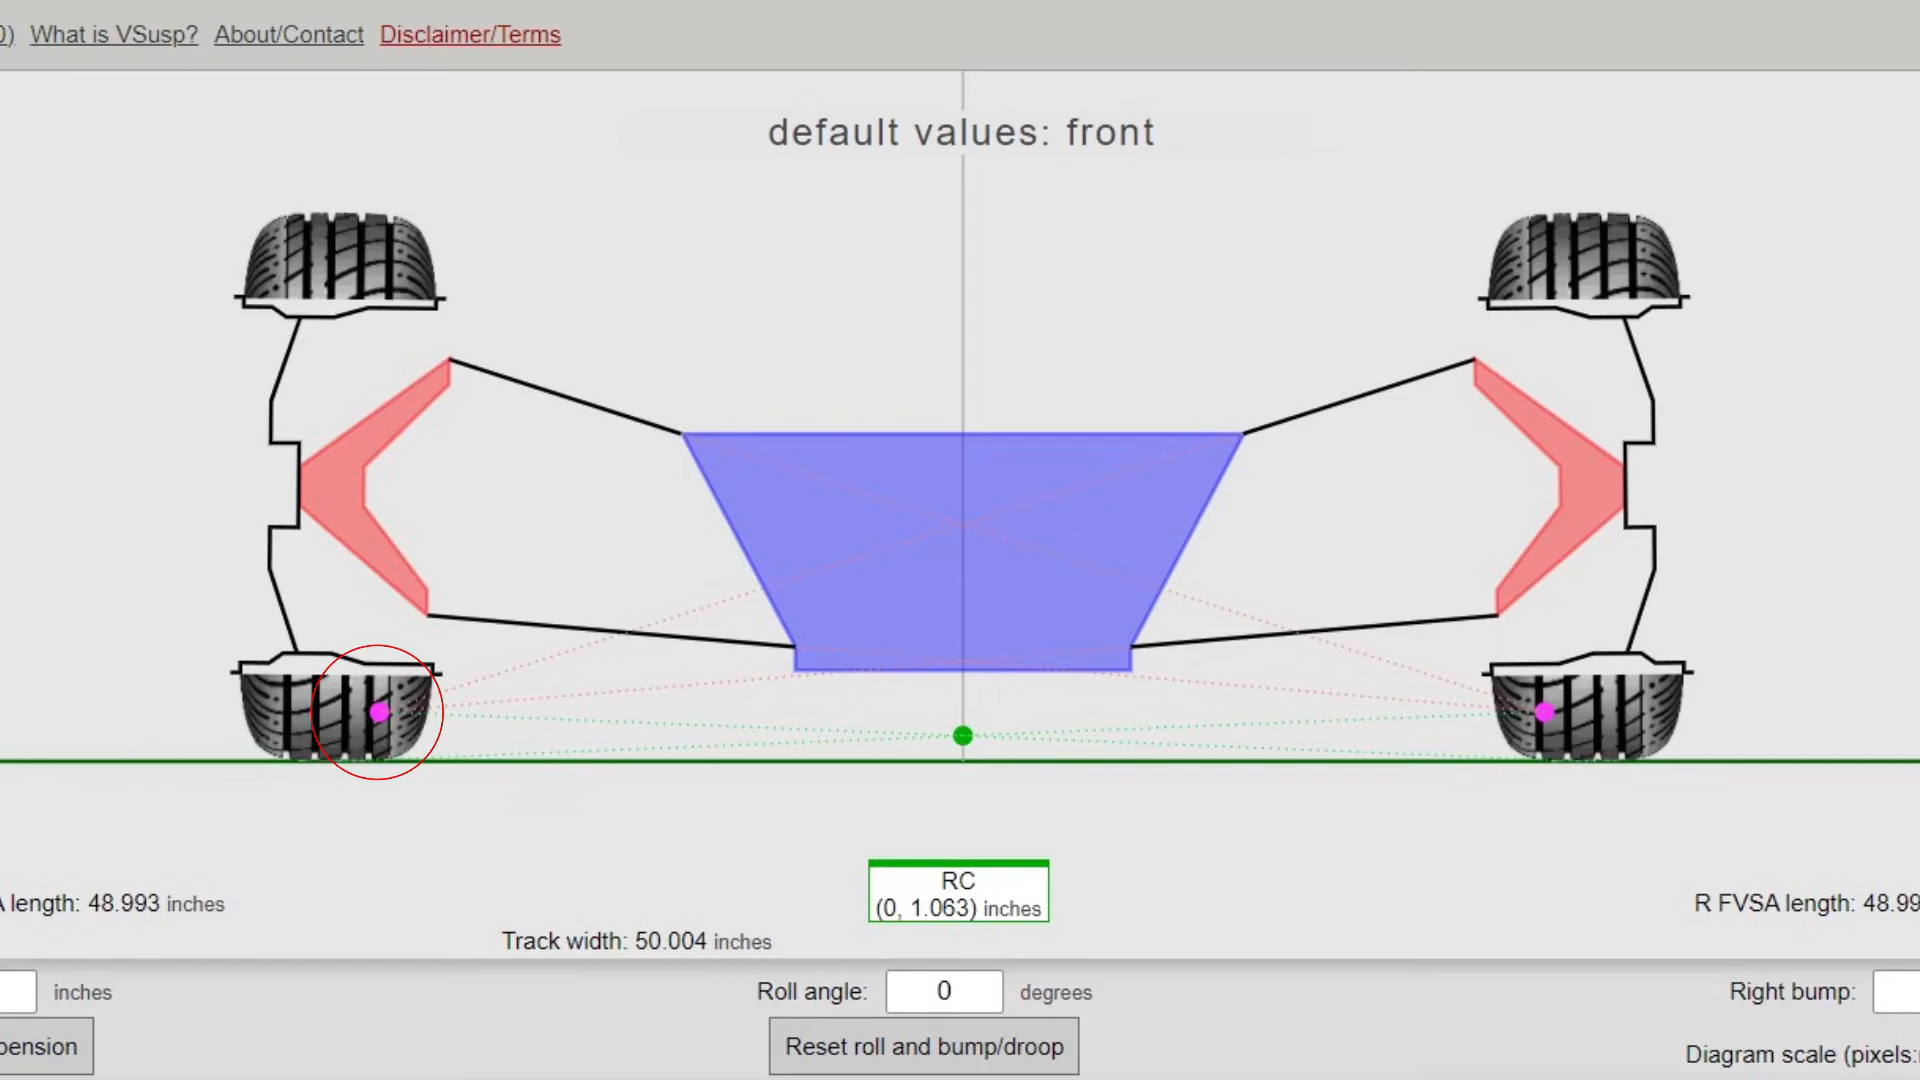 0) What is VSusp? About/Contact Disclaimer/Terms
default values: front
RC
(0, 1.063) inches
A length: 48.993 inches
R FVSA length: 48.99
Track width: 50.004 inches
inches
Roll angle: 0 degrees
Right bump:
pension
Reset roll and bump/droop
Diagram scale (pixels: